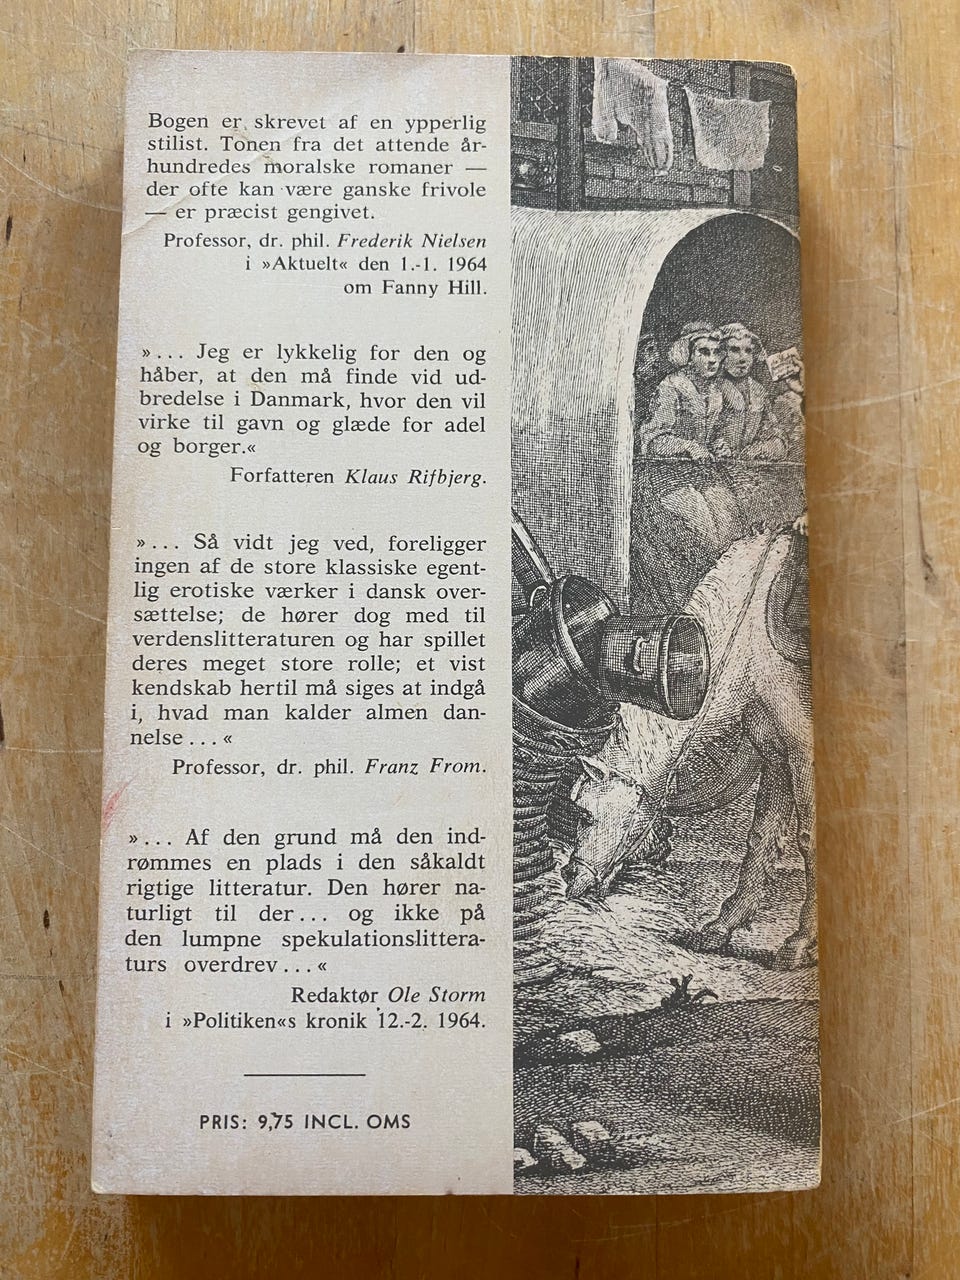 Bogen er skrevet af en ypperlig
stilist. Tonen fra det attende år-
hundredes moralske romaner —
der ofte kan være ganske frivole
— er præcist gengivet.
Professor, dr. phil. Frederik Nielsen
i »Aktuelt« den 1.-1. 1964
om Fanny Hill.
»... Jeg er lykkelig for den og
håber, at den må finde vid ud-
bredelse i Danmark, hvor den vil
virke til gavn og glæde for adel
og borger.«
Forfatteren Klaus Rifbjerg.
»... Så vidt jeg ved, foreligger
ingen af de store klassiske egent-
lig erotiske værker i dansk over-
sættelse; de hører dog med til
verdenslitteraturen og har spillet
deres meget store rolle; et vist
kendskab hertil må siges at indgå
i, hvad man kalder almen dan-
nelse...«
Professor, dr. phil. Franz From.
»... Af den grund må den ind-
rømmes en plads i den såkaldt
rigtige litteratur. Den hører na-
turligt til der... og ikke på
den lumpne spekulationslittera-
turs overdrev...«
Redaktør Ole Storm
i »Politiken«s kronik 12.-2. 1964.
PRIS: 9,75 INCL. OMS